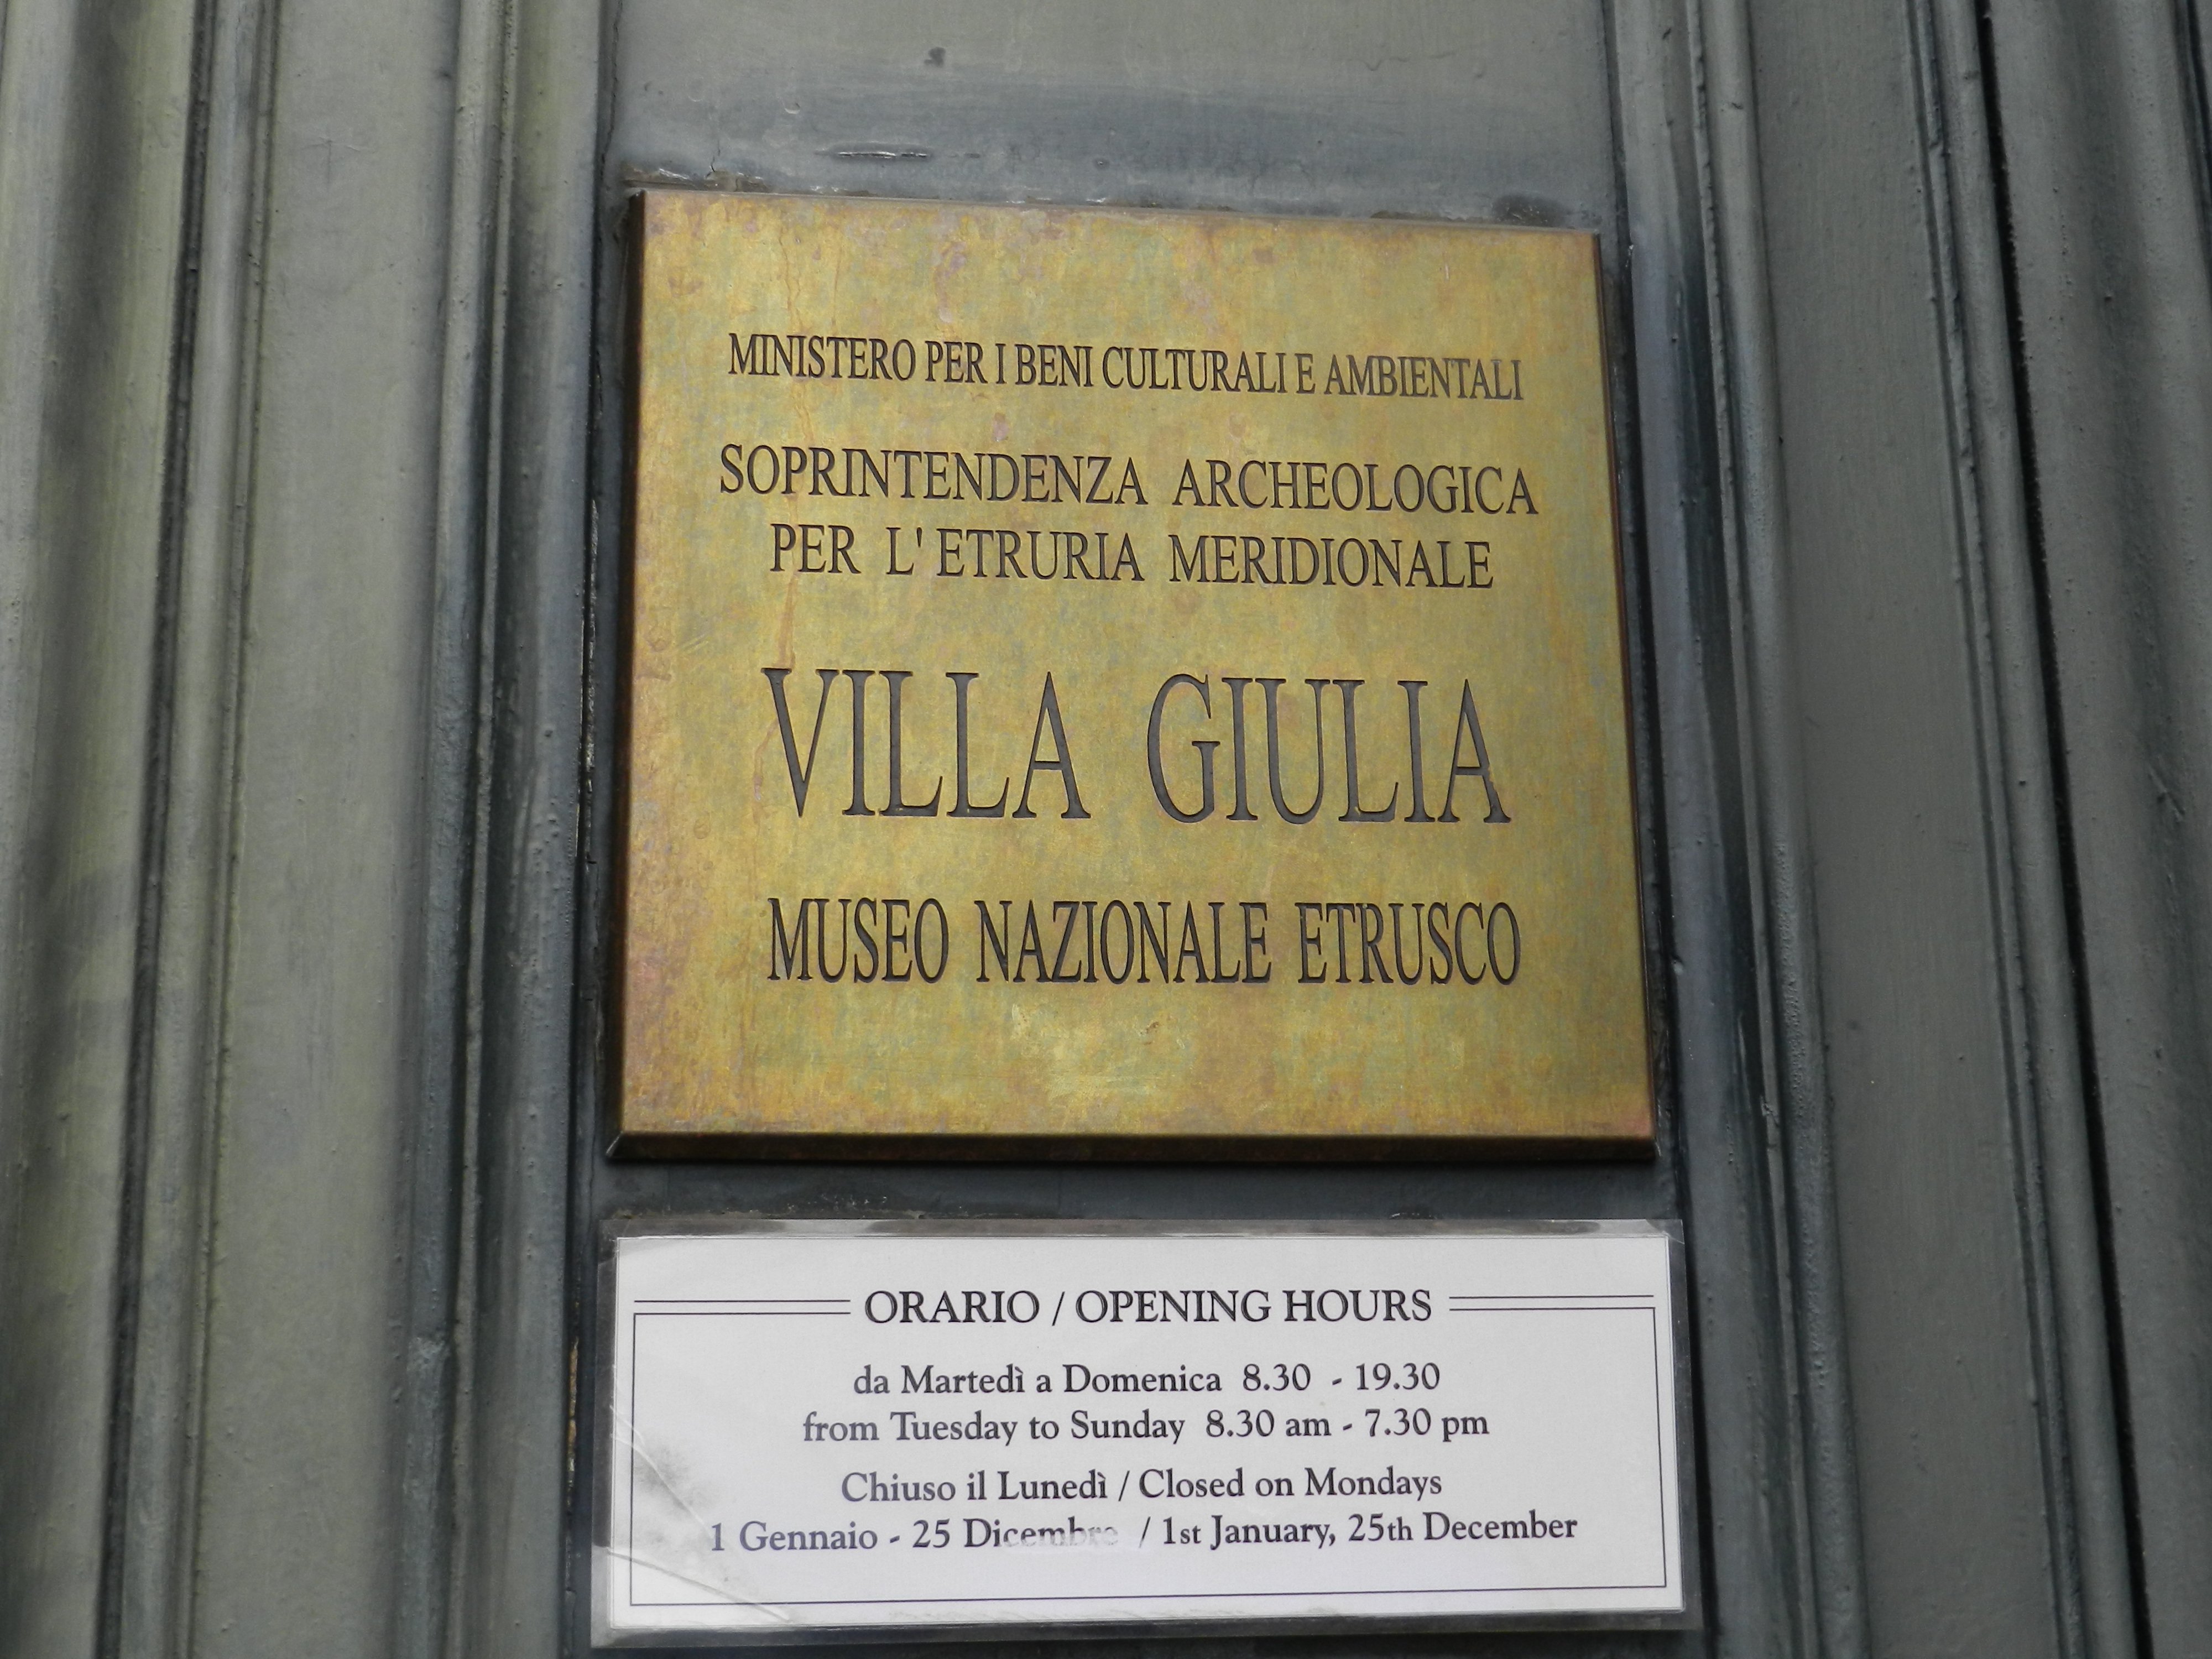 MINISTERO PER I BENI CULTURALI E AMBIENTALI
SOPRINTENDENZA ARCHEOLOGICA
PER L'ETRURIA MERIDIONALE
VILLA GIULIA
MUSEO NAZIONALE ETRUSCO
ORARIO / OPENING HOURS
da Martedì a Domenica 8.30 - 19.30
from Tuesday to Sunday 8.30 am - 7.30 pm
Chiuso il Lunedì / Closed on Mondays
1 Gennaio - 25 Dicembre / 1st January, 25th December